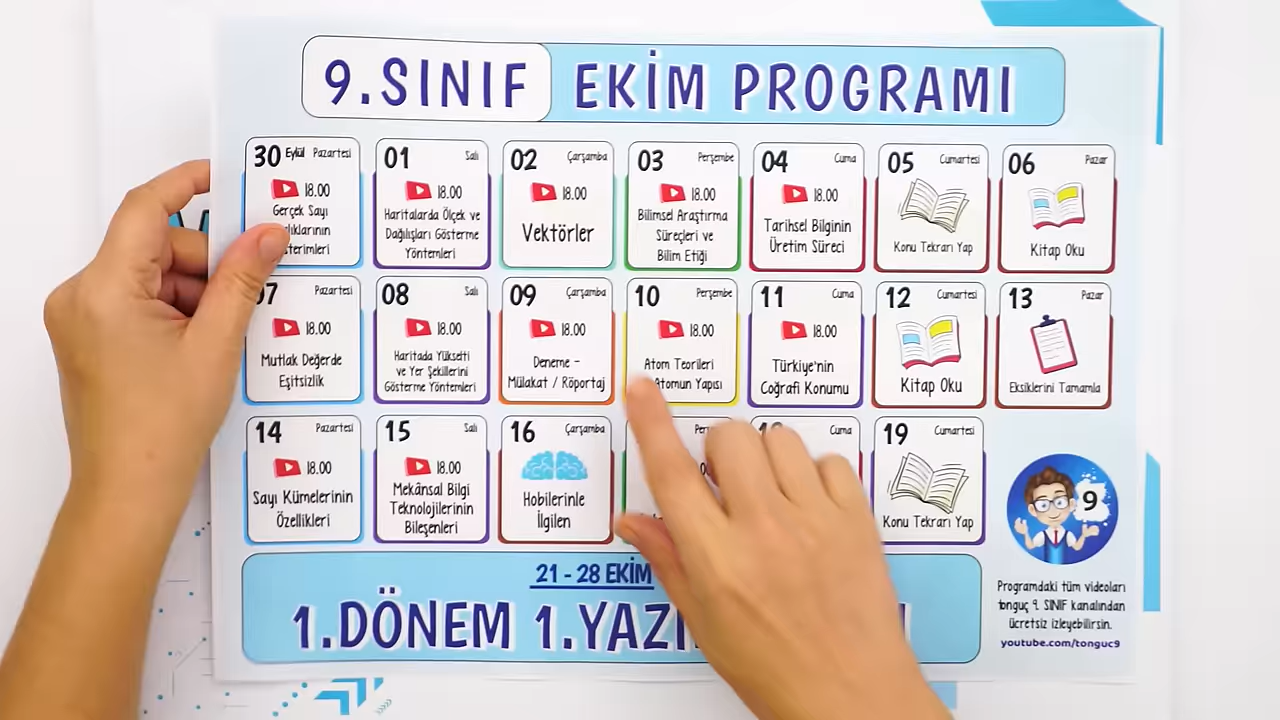 9.SINIF EKİM PROGRAMI
30 Eylül Pazartesi
18.00
Gerçek Sayı
01 Salı
18.00
Haritalarda Ölçek ve
Dağılışları Gösterme
Yöntemleri
02 Çarşamba
18.00
Vektörler
03 Perşembe
18.00
Bilimsel Araştırma
Süreçleri ve
Bilim Etiği
04 Cuma
18.00
Tarihsel Bilginin
Üretim Süreci
05 Cumartesi
Konu Tekrarı Yap
06 Pazar
Kitap Oku
07 Pazartesi
18.00
Mutlak Değerde
Eşitsizlik
08 Salı
18.00
Haritada Yükselti
ve Yer Şekillerini
Gösterme Yöntemleri
09 Çarşamba
18.00
Deneme -
Mülakat / Röportaj
10 Perşembe
18.00
Atom Teorileri
Atomun Yapısı
11 Cuma
18.00
Türkiye'nin
Coğrafi Konumu
12 Cumartesi
Kitap Oku
13 Pazar
Eksiklerini Tamamla
14 Pazartesi
18.00
Sayı Kümelerinin
Özellikleri
15 Salı
18.00
Mekânsal Bilgi
Teknolojilerinin
Bileşenleri
16 Çarşamba
Hobilerinle
İlgilen
Cuma
19 Cumartesi
Konu Tekrarı Yap
21 - 28 EKİM
1.DÖNEM 1.YAZI
9
Programdaki tüm videoları
tonguç 9. SINIF kanalından
ücretsiz izleyebilirsin.
youtube.com/tonguc9